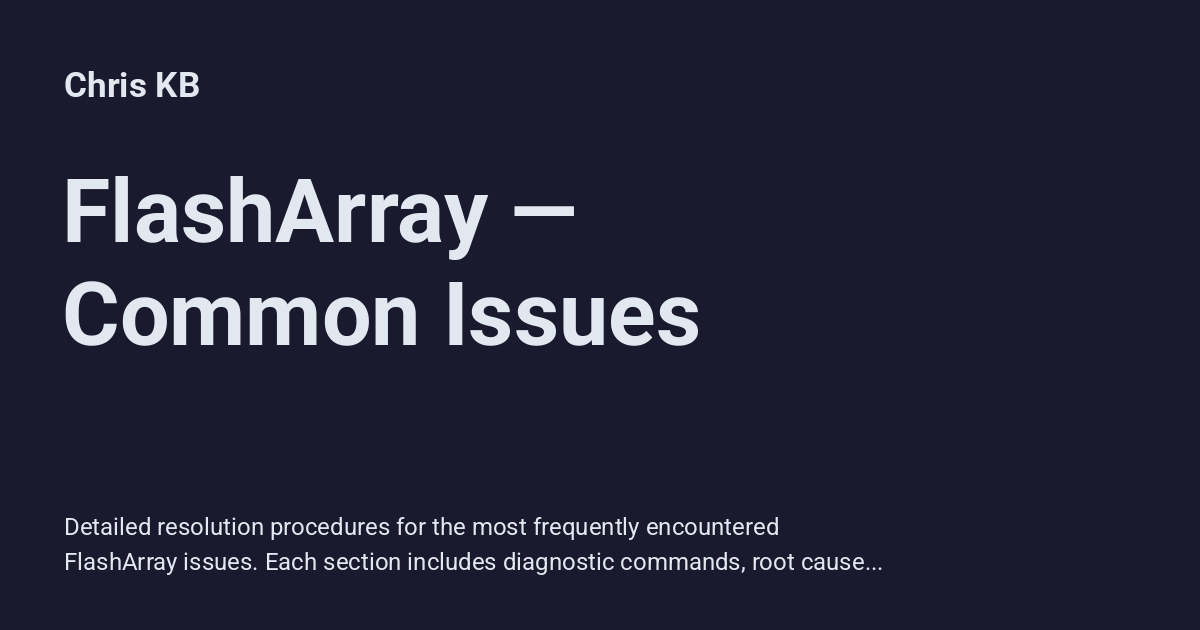 Chris KB
FlashArray —
Common Issues
Detailed resolution procedures for the most frequently encountered
FlashArray issues. Each section includes diagnostic commands, root cause...